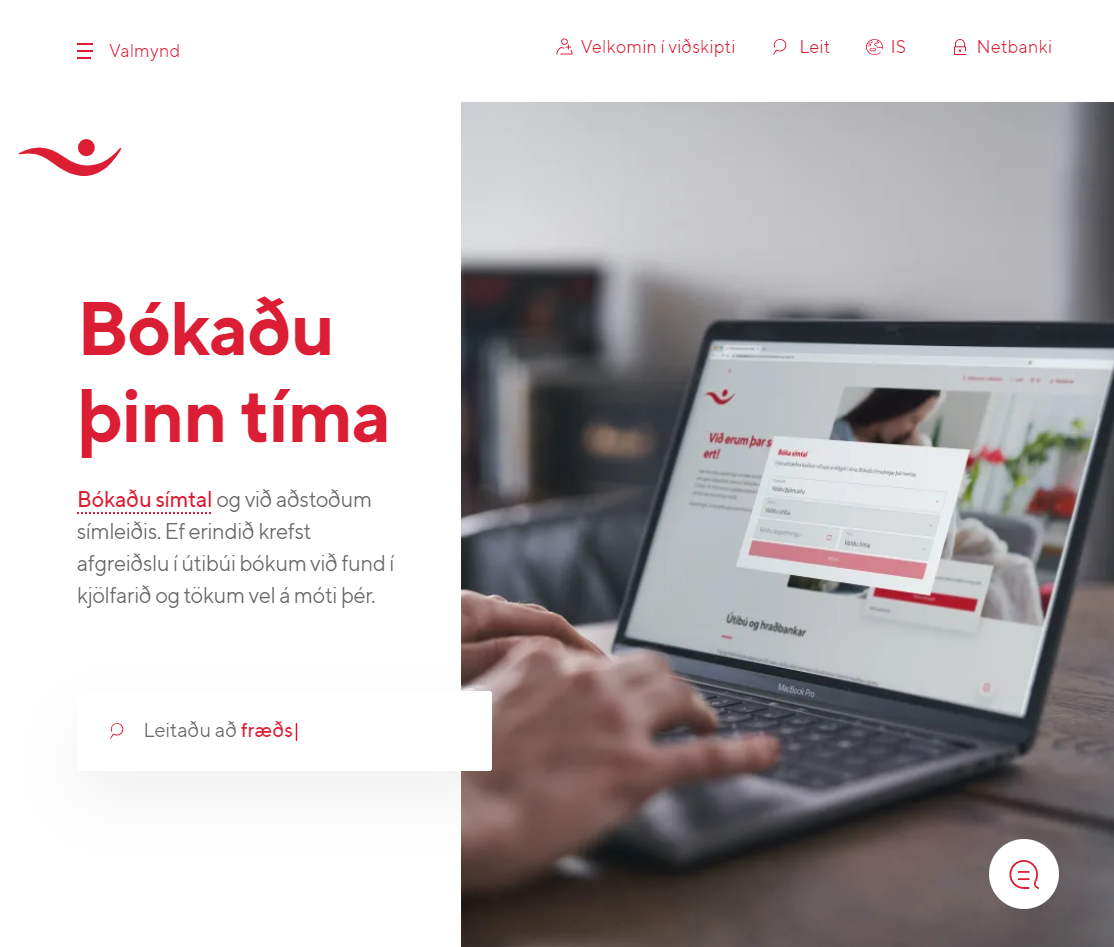 Valmynd
Velkomin í viðskipti
Leit
IS
Netbanki
Bókaðu
þinn tíma
Bókaðu símtal og við aðstoðum
símleiðis. Ef erindið krefst
afgreiðslu í útibúi bókum við fund í
kjölfarið og tökum vel á móti þér.
Leitaðu að fræðs|
Við erum þar s
ert!
Bóka símtal
Veldu þjónustu
Veldu útibú
Veldu tíma
Útibú og hraðbankar
MacBook Pro